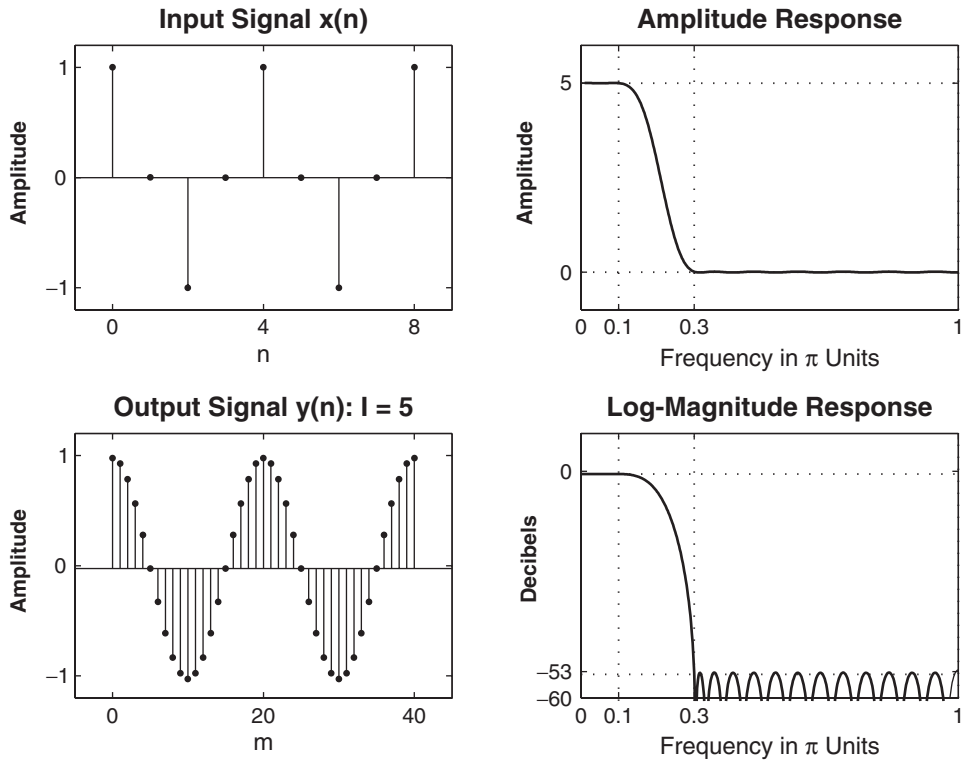 Input Signal x(n)
Amplitude
1
0
−1
0
4
8
n
Amplitude Response
Amplitude
5
0
0
0.1
0.3
1
Frequency in π Units
Output Signal y(n): I = 5
Amplitude
1
0
−1
0
20
40
m
Log-Magnitude Response
Decibels
0
−53
−60
0
0.1
0.3
1
Frequency in π Units